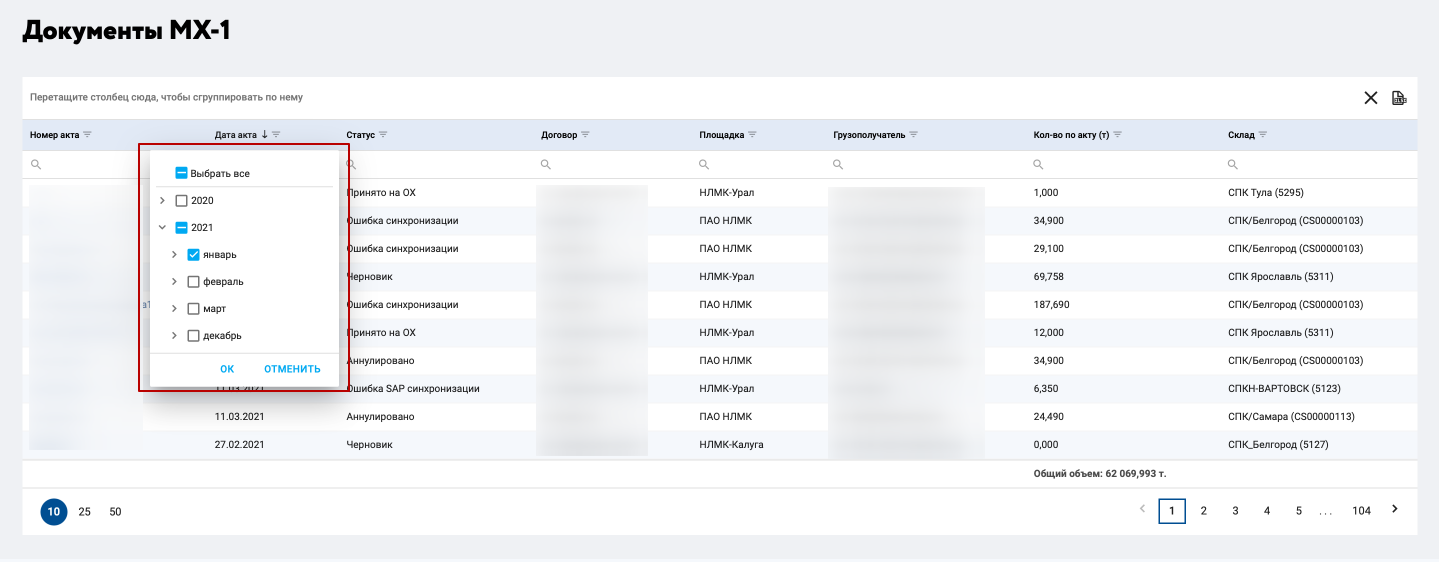 Документы МХ-1
Перетащите столбец сюда, чтобы сгруппировать по нему
Номер акта Дата акта Статус Договор Площадка Грузополучатель Кол-во по акту (т) Склад
Выбрать все
2020
2021
январь
февраль
март
декабрь
ОК ОТМЕНИТЬ
Принято на ОХ НЛМК-Урал 1,000 СПК Тула (5295)
Ошибка синхронизации ПАО НЛМК 34,900 СПК/Белгород (CS00000103)
Ошибка синхронизации ПАО НЛМК 29,100 СПК/Белгород (CS00000103)
Черновик НЛМК-Урал 69,758 СПК Ярославль (5311)
Ошибка синхронизации ПАО НЛМК 187,690 СПК/Белгород (CS00000103)
Принято на ОХ НЛМК-Урал 12,000 СПК Ярославль (5311)
Аннулировано ПАО НЛМК 34,900 СПК/Белгород (CS00000103)
11.03.2021 Ошибка SAP синхронизации НЛМК-Урал 6,350 СПКН-ВАРТОВСК (5123)
11.03.2021 Аннулировано ПАО НЛМК 24,490 СПК/Самара (CS00000113)
27.02.2021 Черновик НЛМК-Калуга 0,000 СПК_Белгород (5127)
Общий объем: 62 069,993 т.
10 25 50 1 2 3 4 5 ... 104